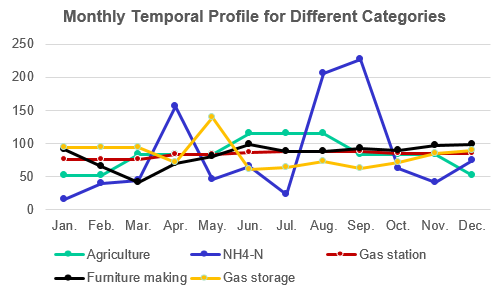 Monthly Temporal Profile for Different Categories
250
200
150
100
50
0
Jan. Feb. Mar. Apr. May. Jun. Jul. Aug. Sep. Oct. Nov. Dec.
Agriculture NH4-N Gas station
Furniture making Gas storage